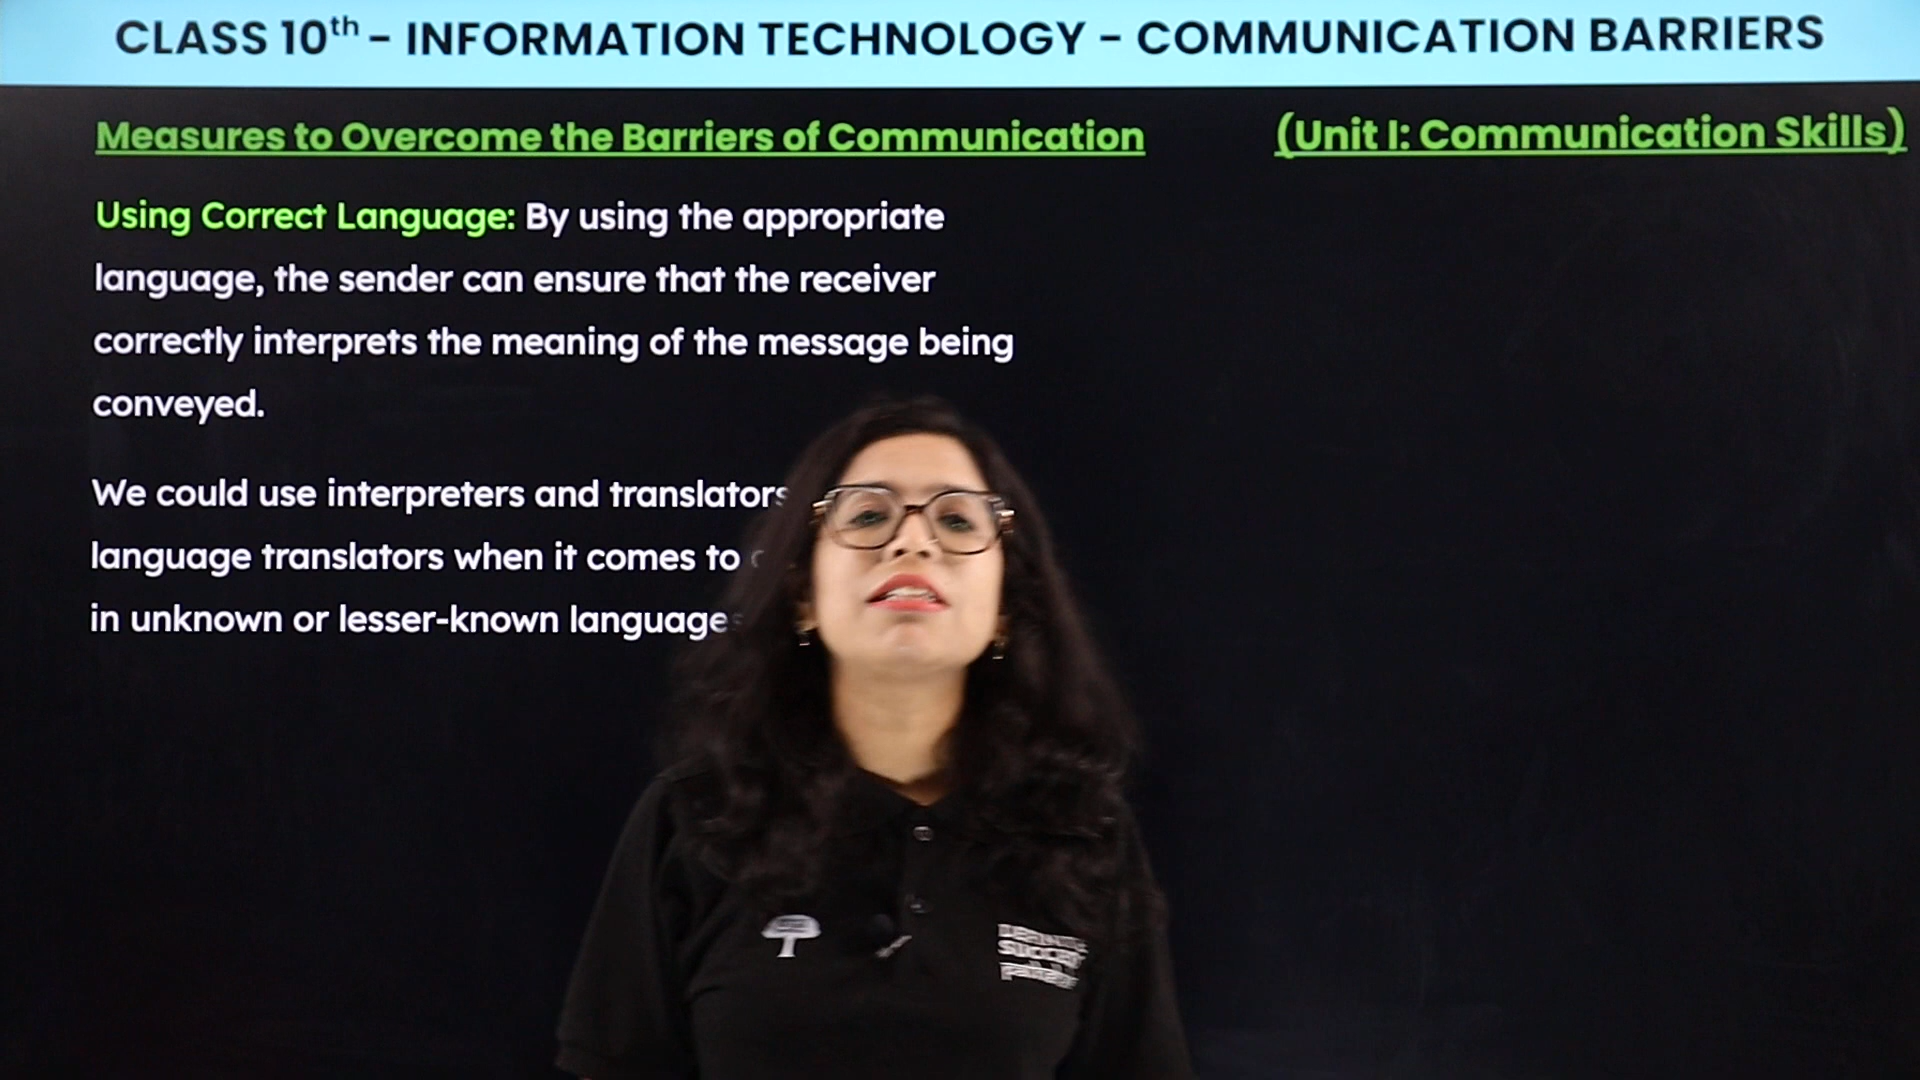 CLASS 10th - INFORMATION TECHNOLOGY - COMMUNICATION BARRIERS
Measures to Overcome the Barriers of Communication
(Unit I: Communication Skills)
Using Correct Language: By using the appropriate
language, the sender can ensure that the receiver
correctly interprets the meaning of the message being
conveyed.
We could use interpreters and translators
language translators when it comes to
in unknown or lesser-known languages